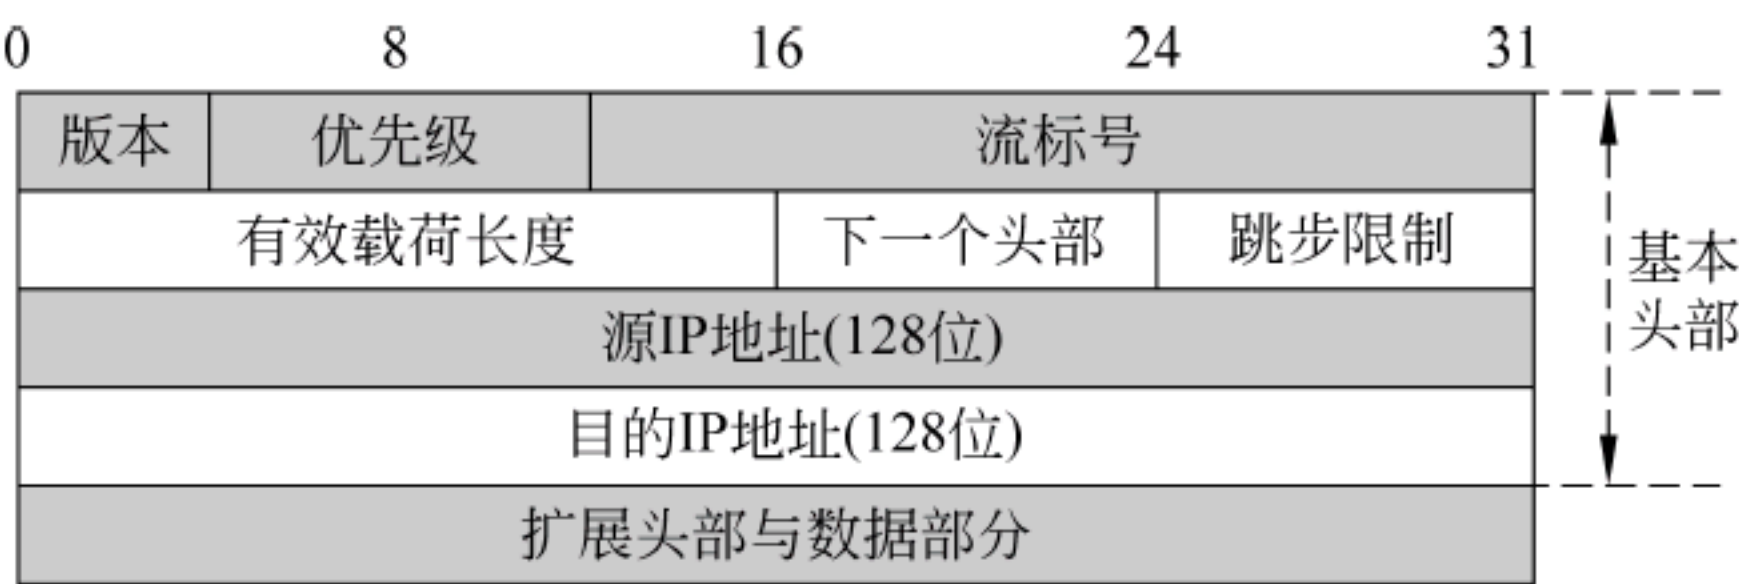 0 8 16 24 31
版本 优先级 流标号
有效载荷长度 下一个头部 跳步限制
源IP地址(128位)
目的IP地址(128位)
扩展头部与数据部分
基本
头部